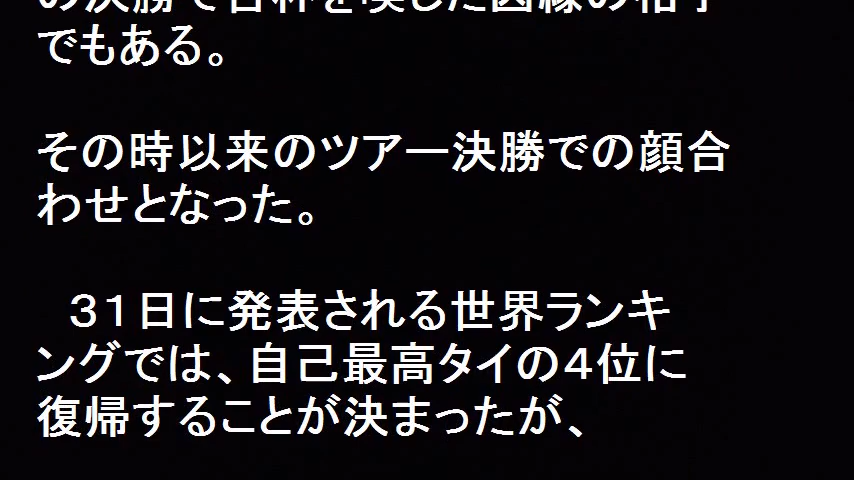 でもある。
その時以来のツアー決勝での顔合
わせとなった。
３１日に発表される世界ランキ
ングでは、自己最高タイの４位に
復帰することが決まったが、